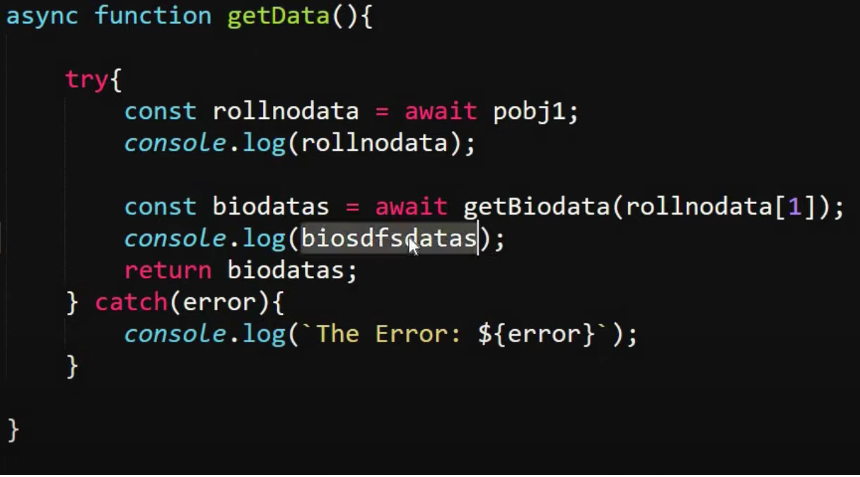 async function getData(){
try{
const rollnodata = await pobj1;
console.log(rollnodata);
const biodatas = await getBiodata(rollnodata[1]);
console.log(biosdfsdatas);
return biodatas;
} catch(error){
console.log(`The Error: ${error}`);
}
}